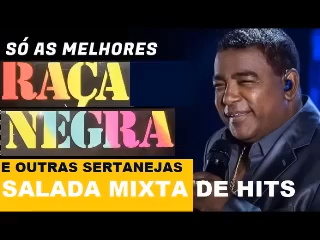 SÓ AS MELHORES
RAÇA
NEGRA
E OUTRAS SERTANEJAS
SALADA MIXTA DE HITS